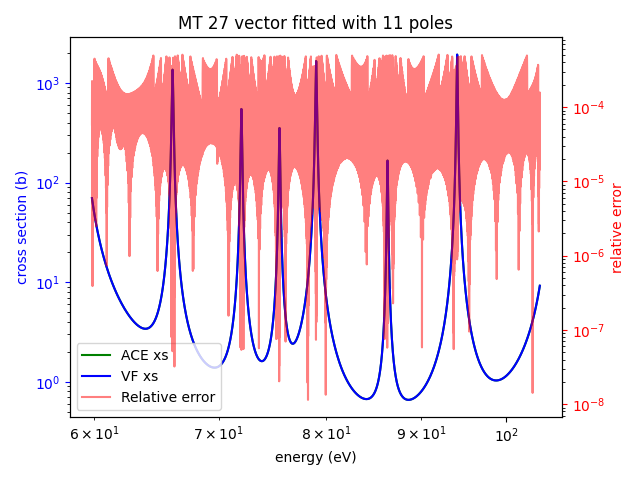 MT 27 vector fitted with 11 poles
cross section (b)
10³
10²
10¹
10⁰
10⁻⁴
10⁻⁵
10⁻⁶
10⁻⁷
10⁻⁸
relative error
ACE xs
VF xs
Relative error
6 × 10¹ 7 × 10¹ 8 × 10¹ 9 × 10¹ 10²
energy (eV)